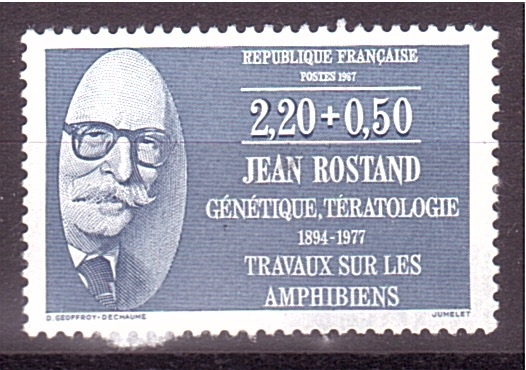 REPUBLIQUE FRANÇAISE
POSTES 1987
2,20+0,50
JEAN ROSTAND
GÉNÉTIQUE, TÉRATOLOGIE
1894-1977
TRAVAUX SUR LES
AMPHIBIENS
D. GEOFFROY-DECHAUME
JUMELET